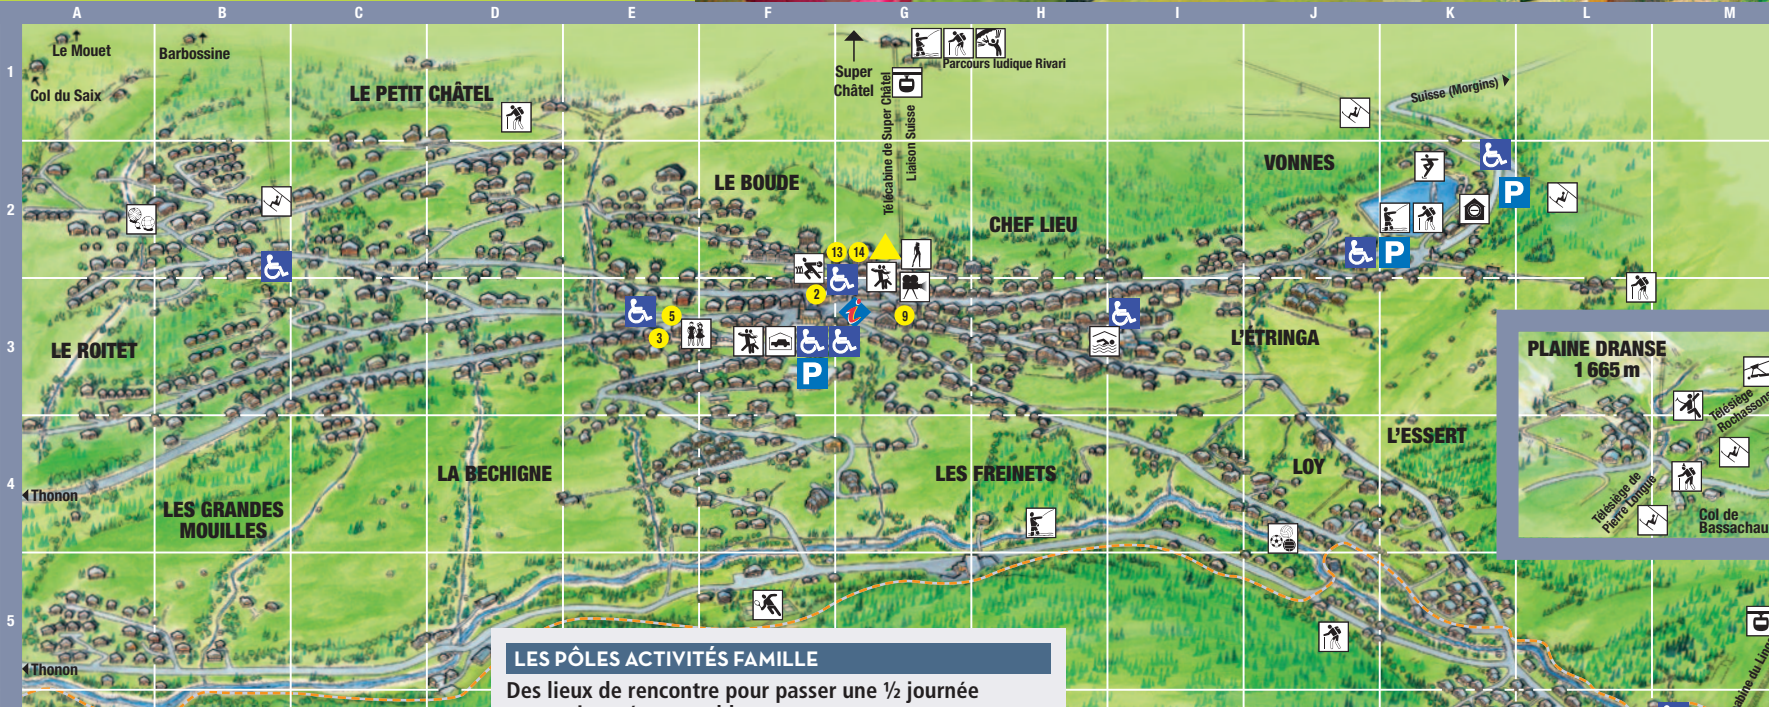 A B C D E F G H I J K L M
1
Le Mouet
Barbossine
Col du Saix
LE PETIT CHÂTEL
Super
Châtel
Télécabine de Super Châtel
Liaison Suisse
Parcours ludique Rivari
Suisse (Morgins)
2
LE BOUDE
CHEF LIEU
VONNES
P
P
13 14
2
3
LE ROITET
5
3
i
9
P
L'ÉTRINGA
PLAINE DRANSE
1 665 m
Télésiège
Rochassons
4
Thonon
LES GRANDES
MOUILLES
LA BÉCHIGNE
LES FREINETS
LOY
L'ESSERT
Télésiège de
Pierre Longue
Col de
Bassachau
5
Thonon
LES PÔLES ACTIVITÉS FAMILLE
Des lieux de rencontre pour passer une ½ journée